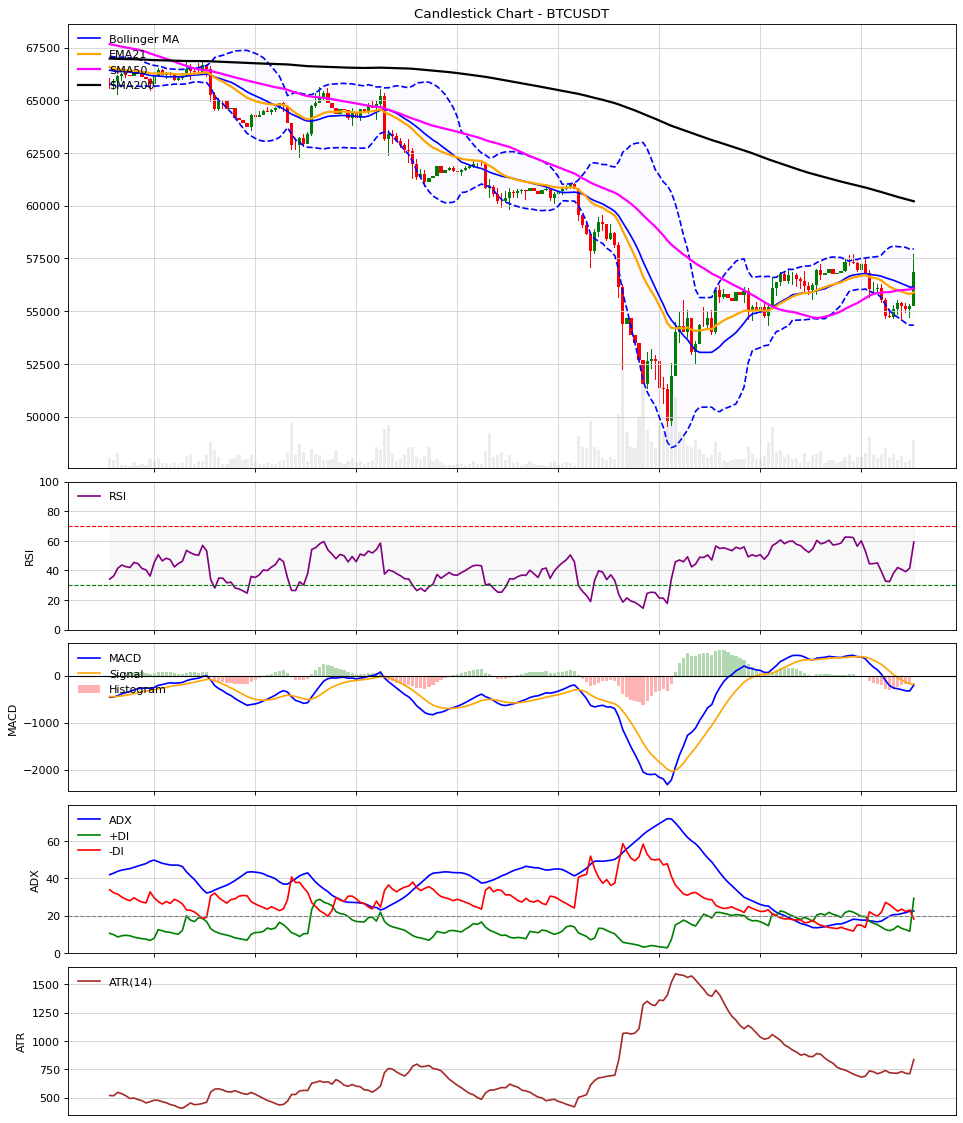 Candlestick Chart - BTCUSDT
Bollinger MA
EMA21
SMA50
SMA200
67500
65000
62500
60000
57500
55000
52500
50000
RSI
100
80
60
40
20
0
RSI
MACD
Signal
Histogram
0
−1000
−2000
MACD
ADX
+DI
-DI
60
40
20
0
ADX
ATR(14)
1500
1250
1000
750
500
ATR